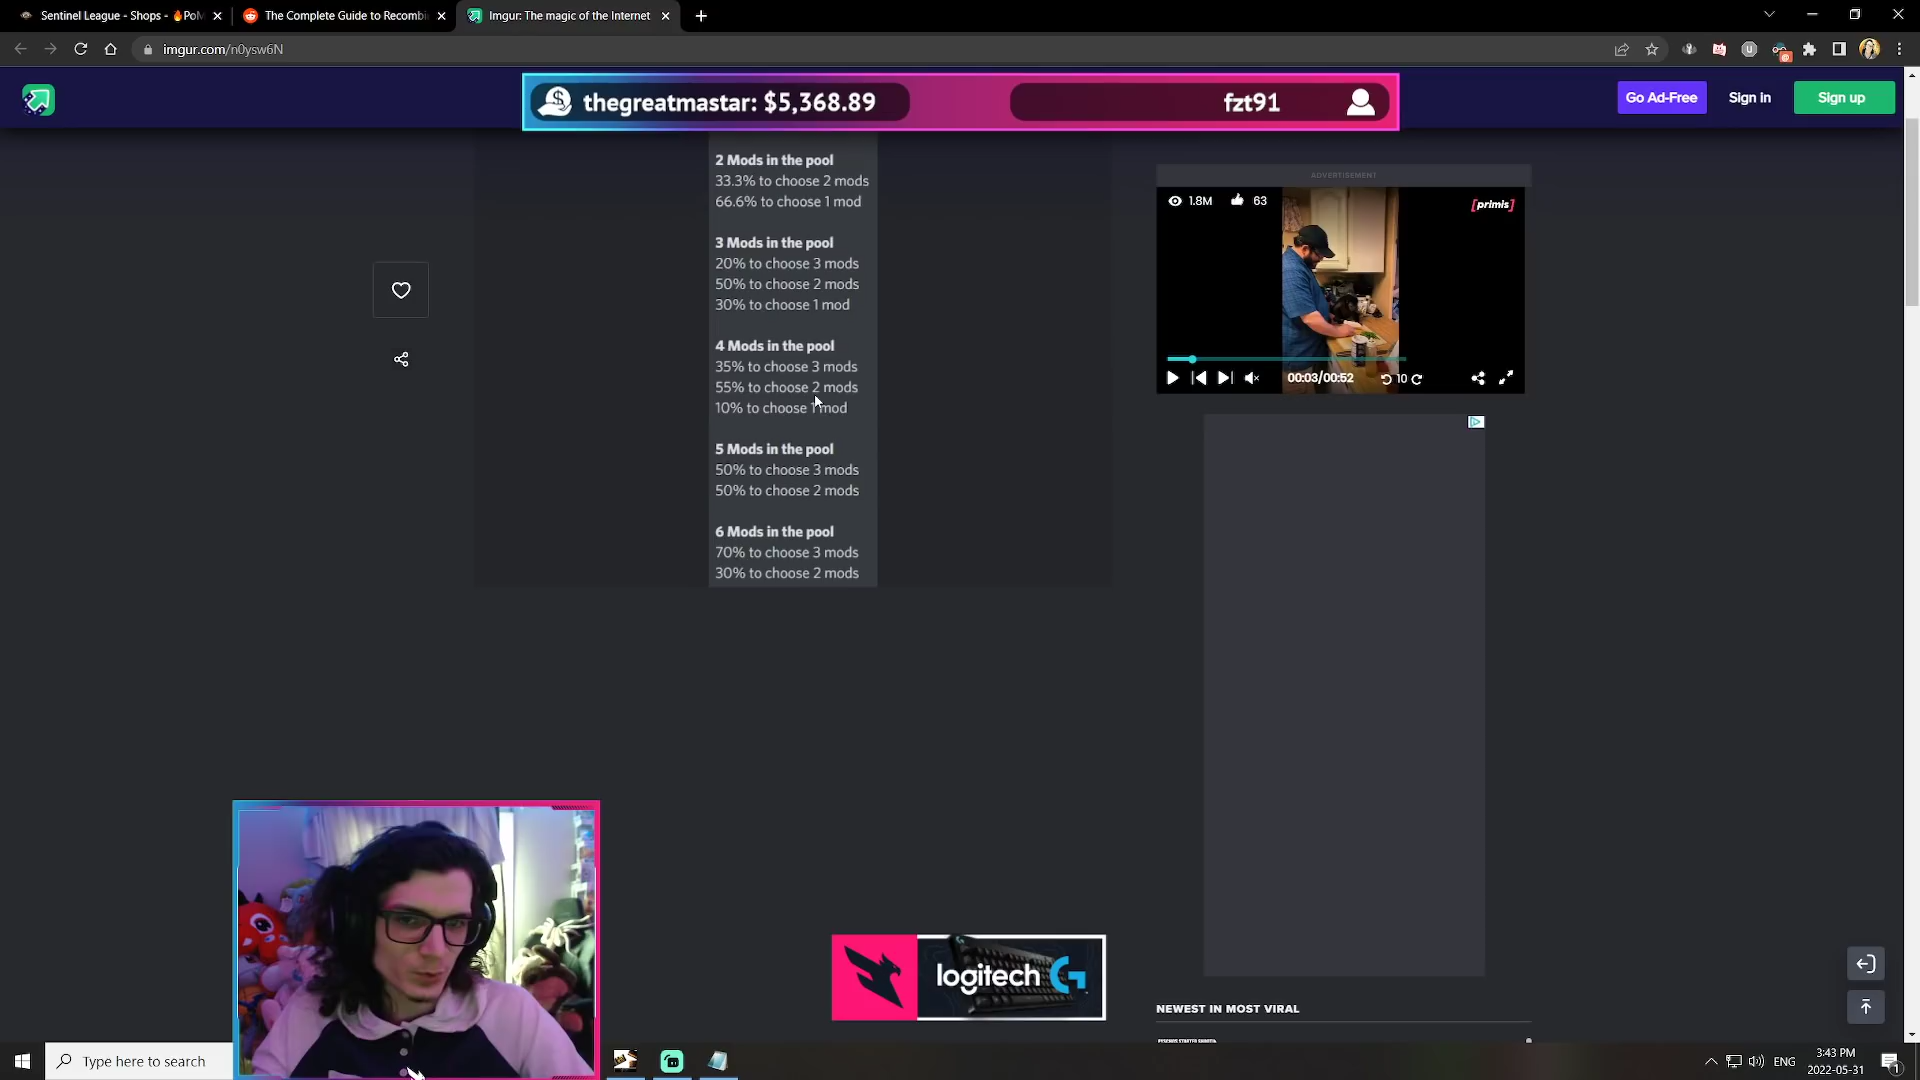 Sentinel League - Shops - 🔥PoM
The Complete Guide to Recombi
Imgur: The magic of the Internet
imgur.com/n0ysw6N
thegreatmastar: $5,368.89
fzt91
Go Ad-Free
Sign in
Sign up
2 Mods in the pool
33.3% to choose 2 mods
66.6% to choose 1 mod
3 Mods in the pool
20% to choose 3 mods
50% to choose 2 mods
30% to choose 1 mod
4 Mods in the pool
35% to choose 3 mods
55% to choose 2 mods
10% to choose 1 mod
5 Mods in the pool
50% to choose 3 mods
50% to choose 2 mods
6 Mods in the pool
70% to choose 3 mods
30% to choose 2 mods
ADVERTISEMENT
1.8M 63
[primis]
00:03/00:52
10
logitech G
NEWEST IN MOST VIRAL
Type here to search
ENG
3:43 PM
2022-05-31
1